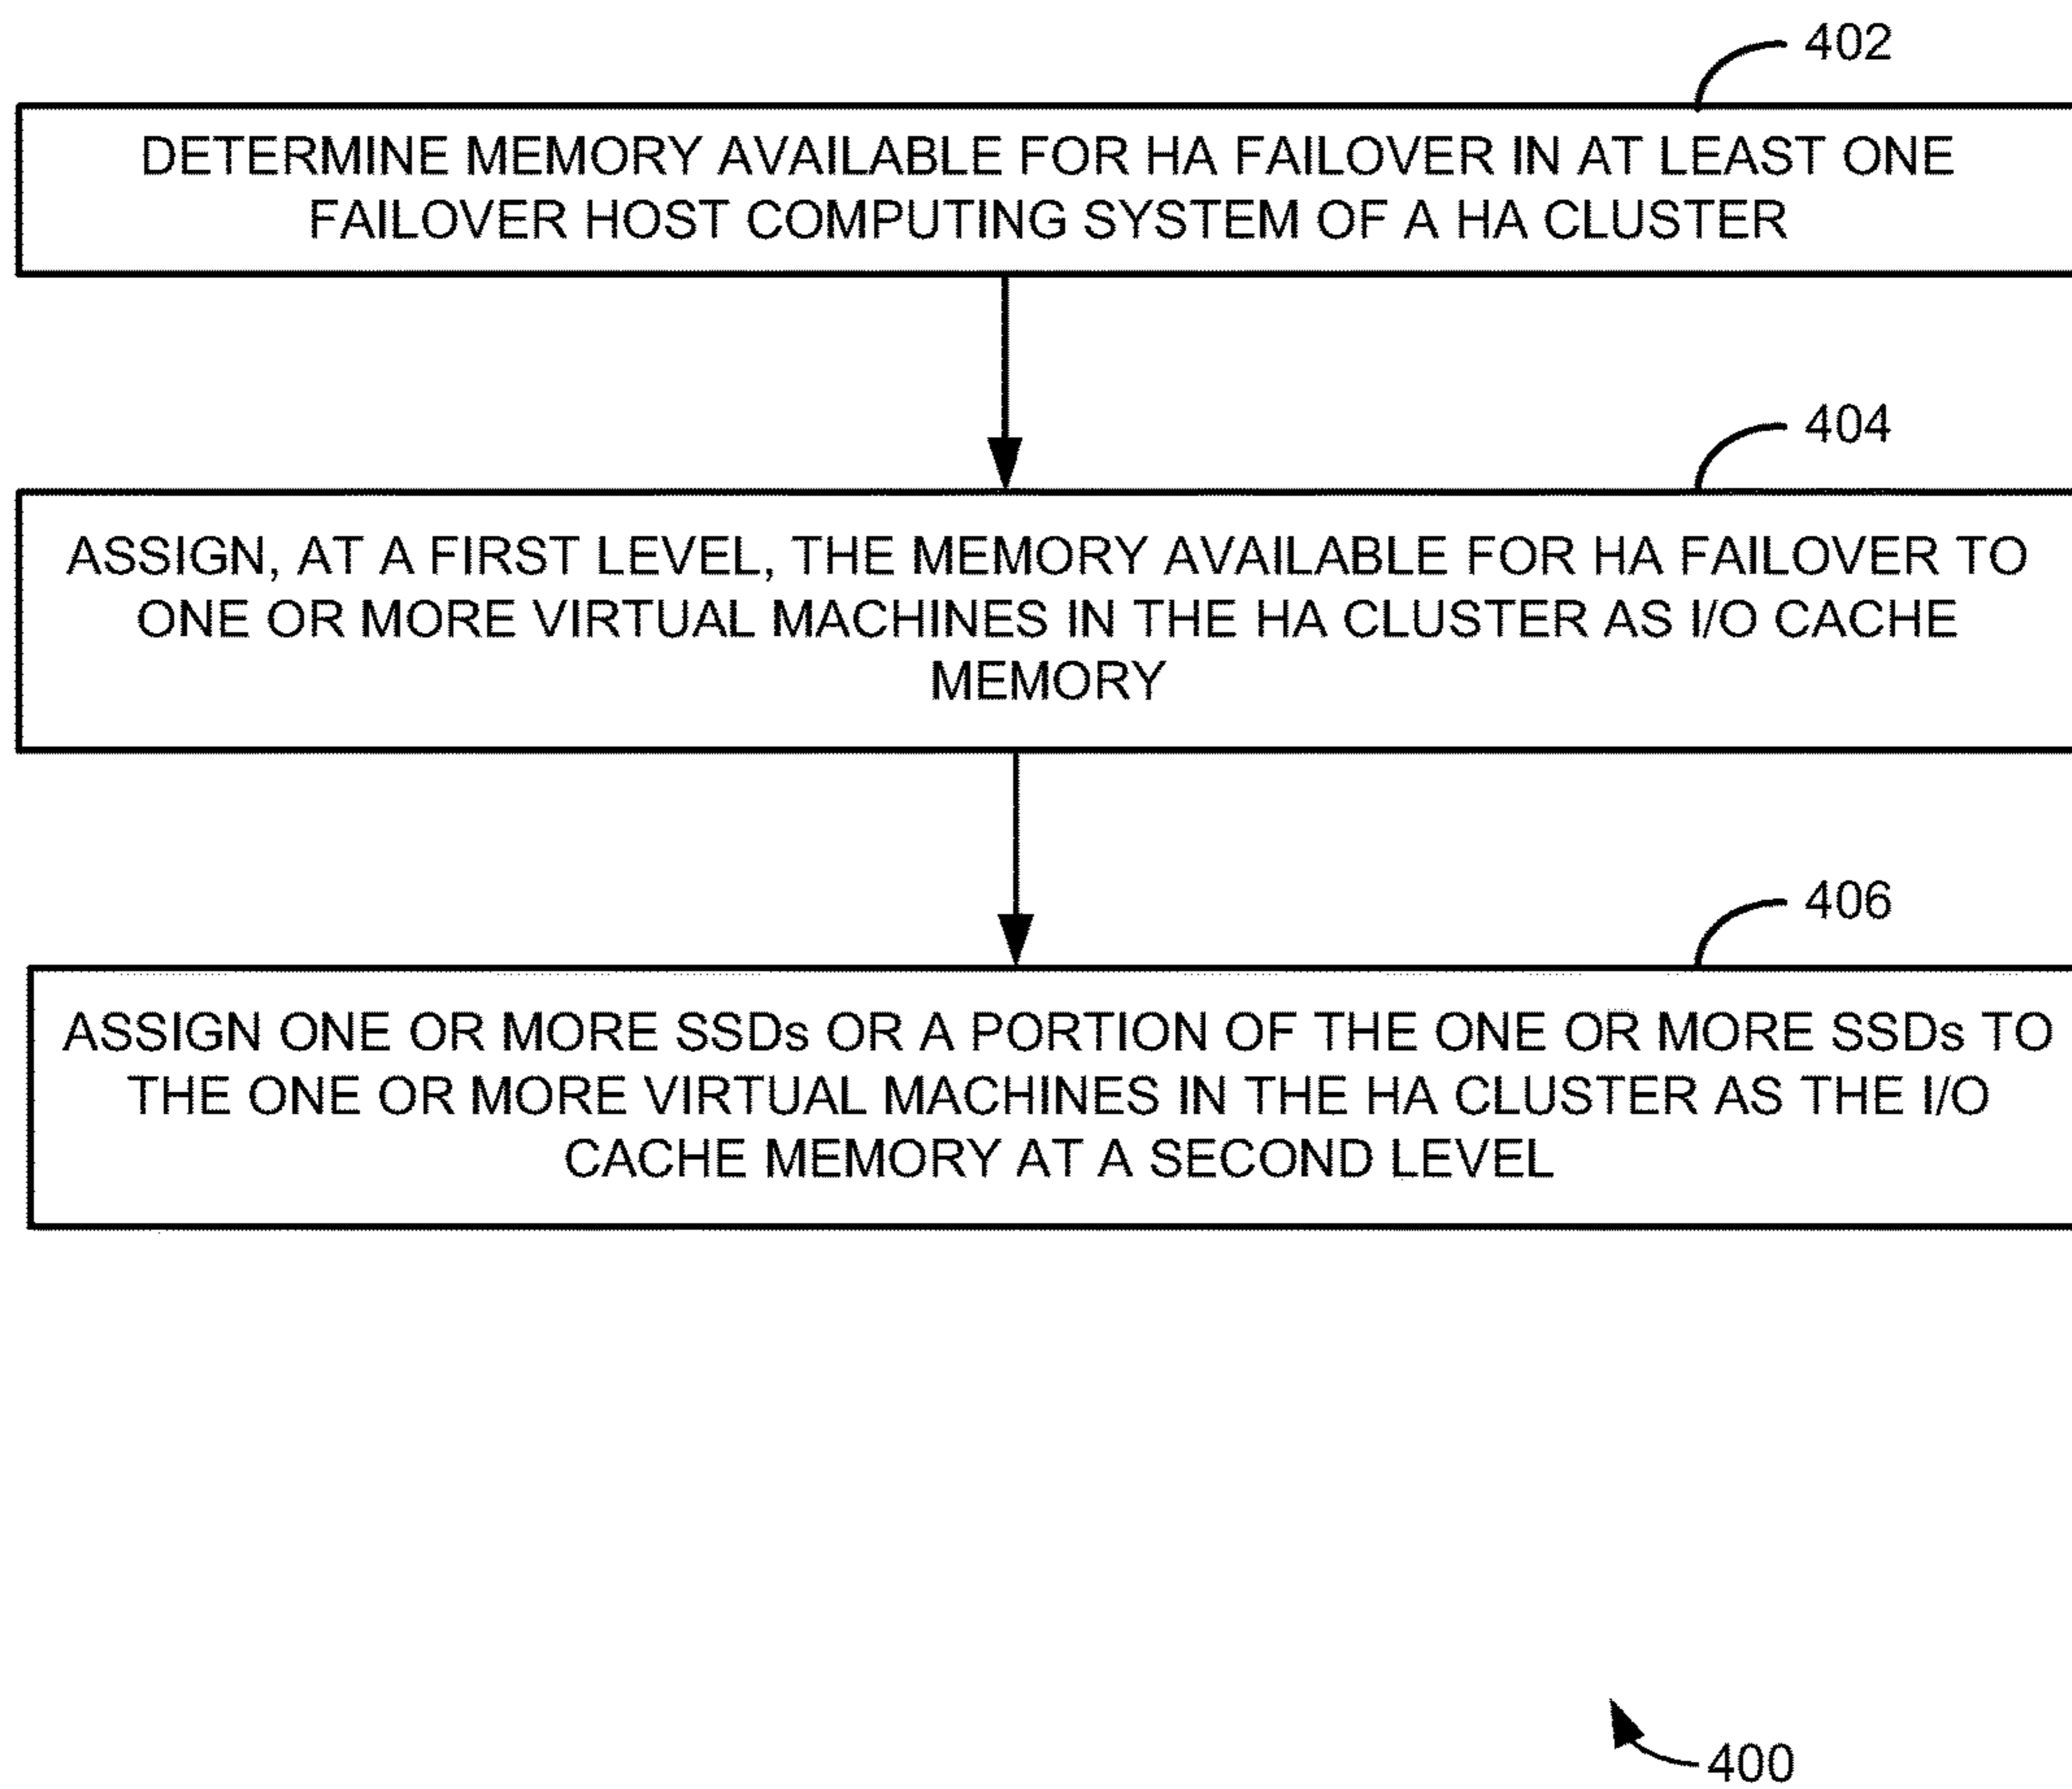 402
DETERMINE MEMORY AVAILABLE FOR HA FAILOVER IN AT LEAST ONE
FAILOVER HOST COMPUTING SYSTEM OF A HA CLUSTER
404
ASSIGN, AT A FIRST LEVEL, THE MEMORY AVAILABLE FOR HA FAILOVER TO
ONE OR MORE VIRTUAL MACHINES IN THE HA CLUSTER AS I/O CACHE
MEMORY
406
ASSIGN ONE OR MORE SSDs OR A PORTION OF THE ONE OR MORE SSDs TO
THE ONE OR MORE VIRTUAL MACHINES IN THE HA CLUSTER AS THE I/O
CACHE MEMORY AT A SECOND LEVEL
400